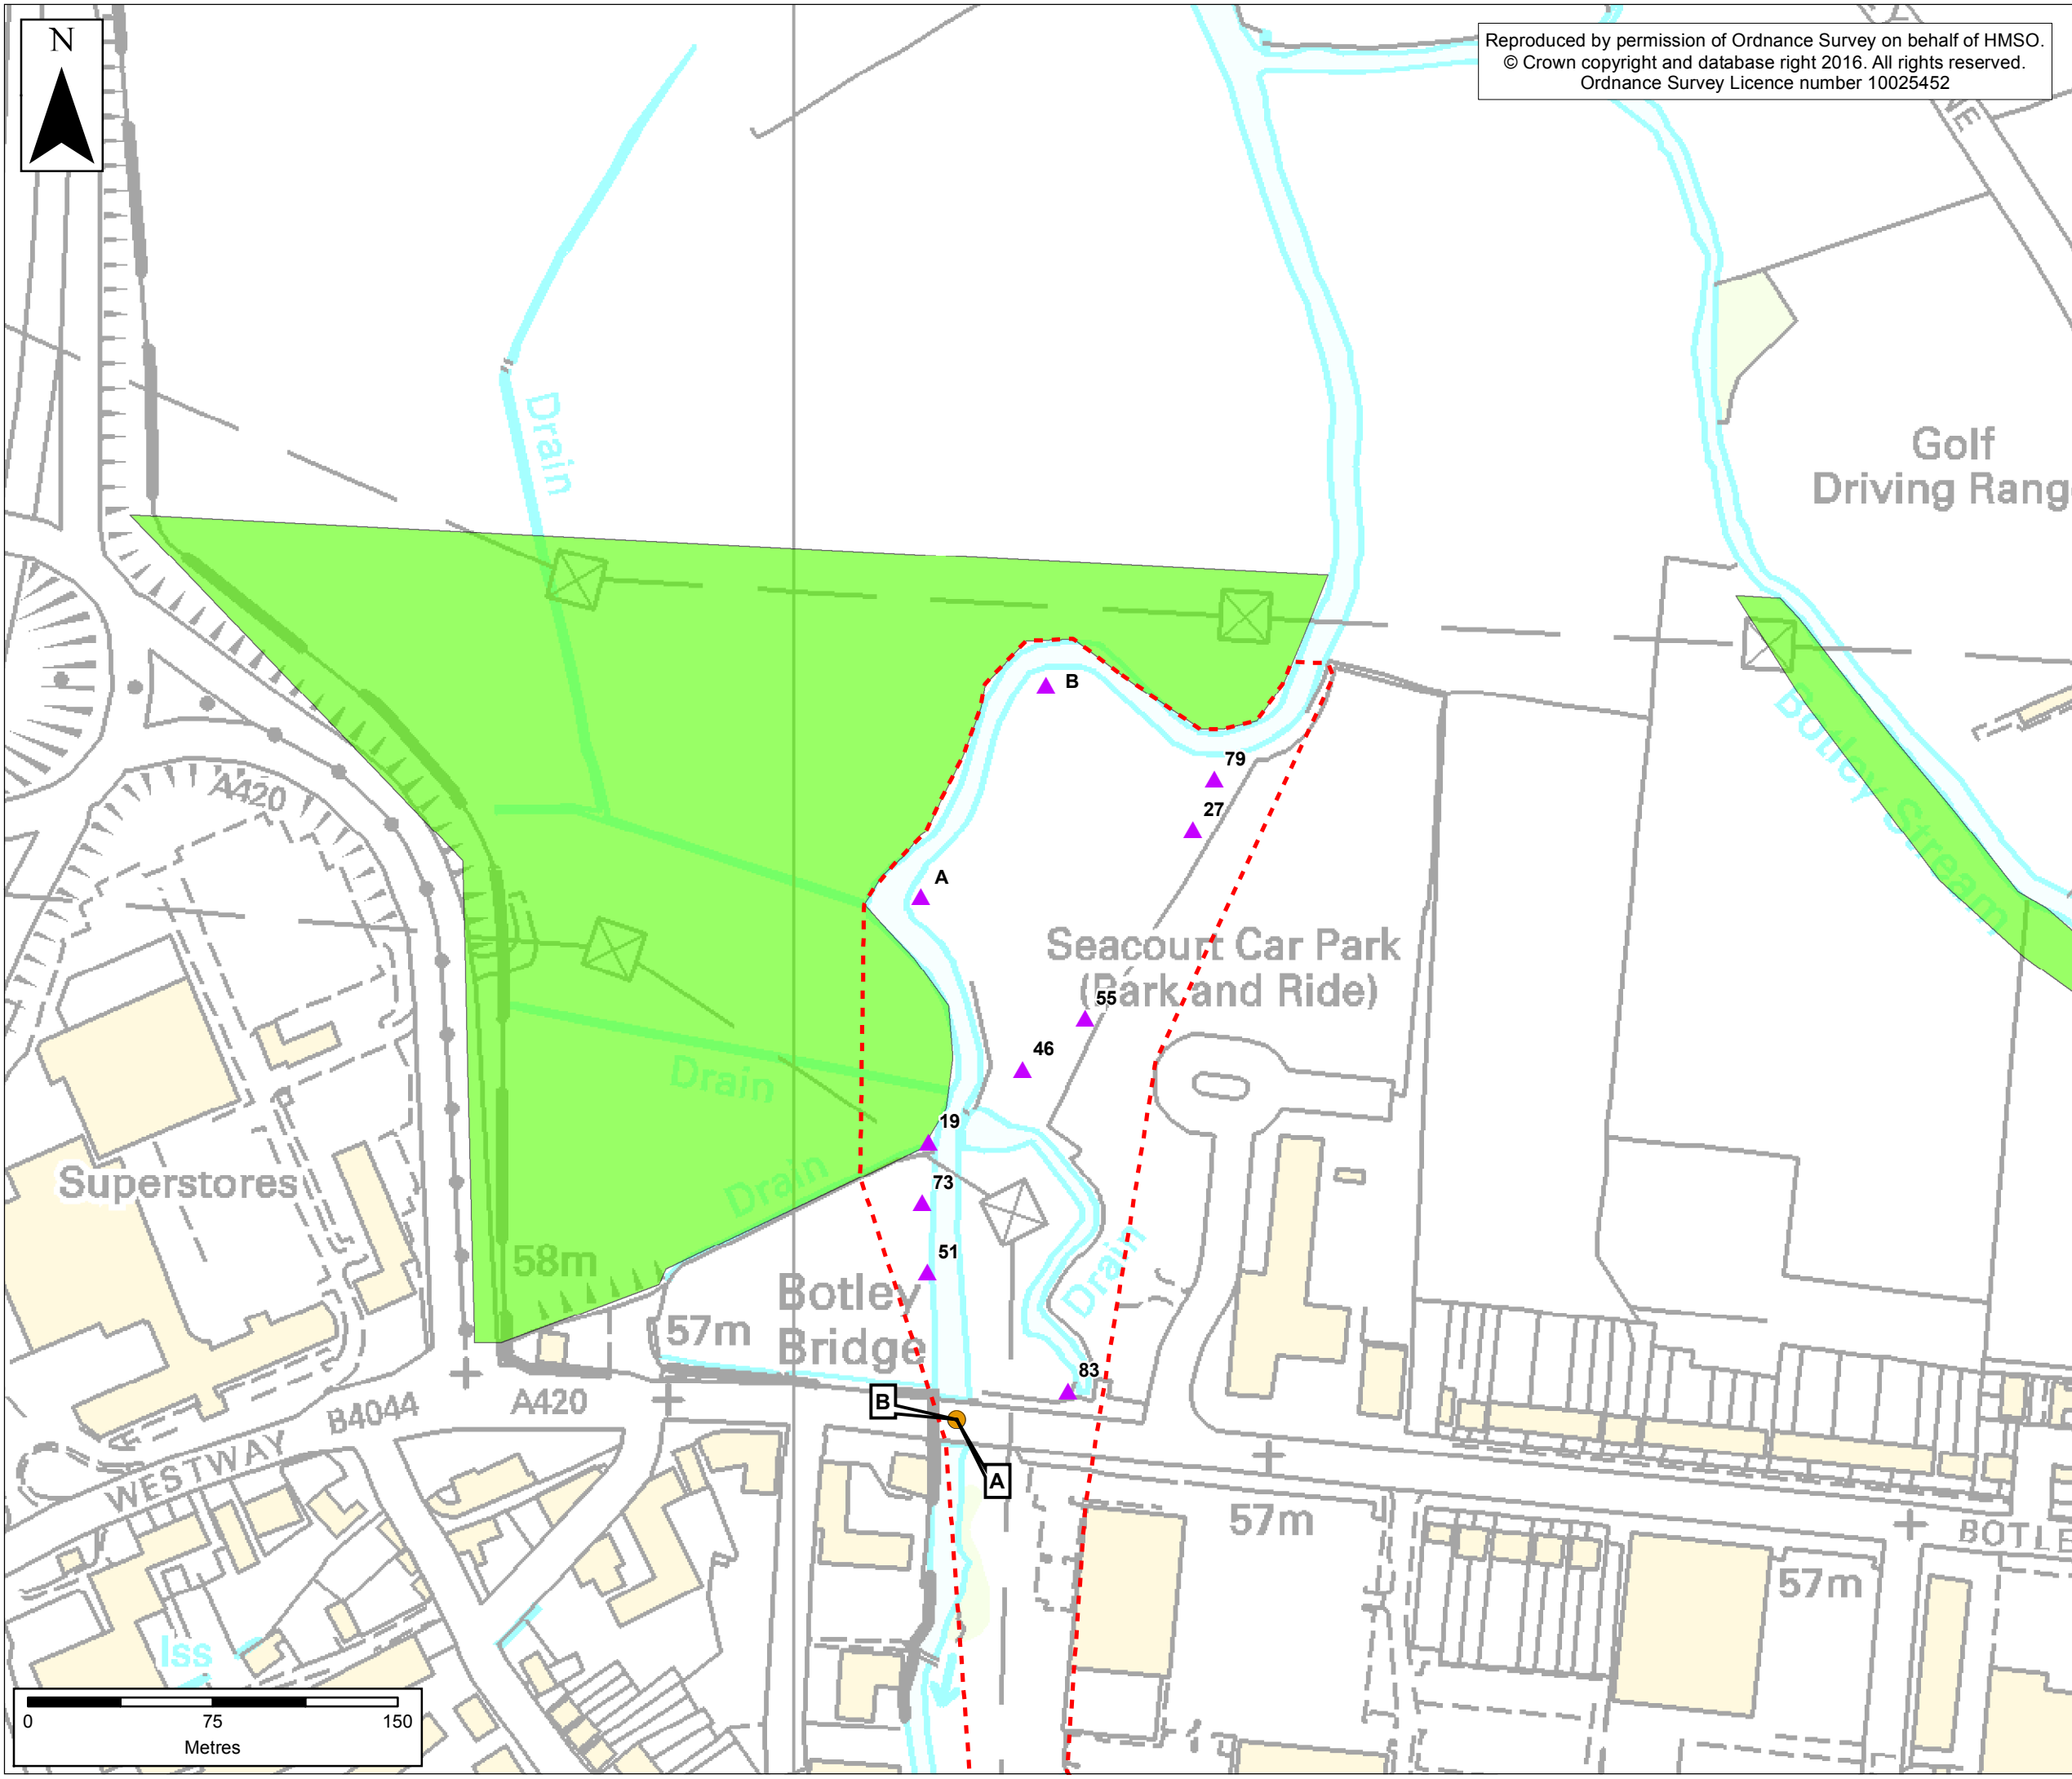 N
Reproduced by permission of Ordnance Survey on behalf of HMSO.
© Crown copyright and database right 2016. All rights reserved.
Ordnance Survey Licence number 10025452
NE
Drain
Golf
Driving Rang
B
Botley Stream
79
A420
27
A
Seacourt Car Park
(Park and Ride)
55
46
Drain
19
Superstores
Drain
73
58m
51
Drain
Botley
Bridge
57m
83
B
A420
B4044
WESTWAY
A
57m
BOTLE
57m
Iss
0
75
150
Metres